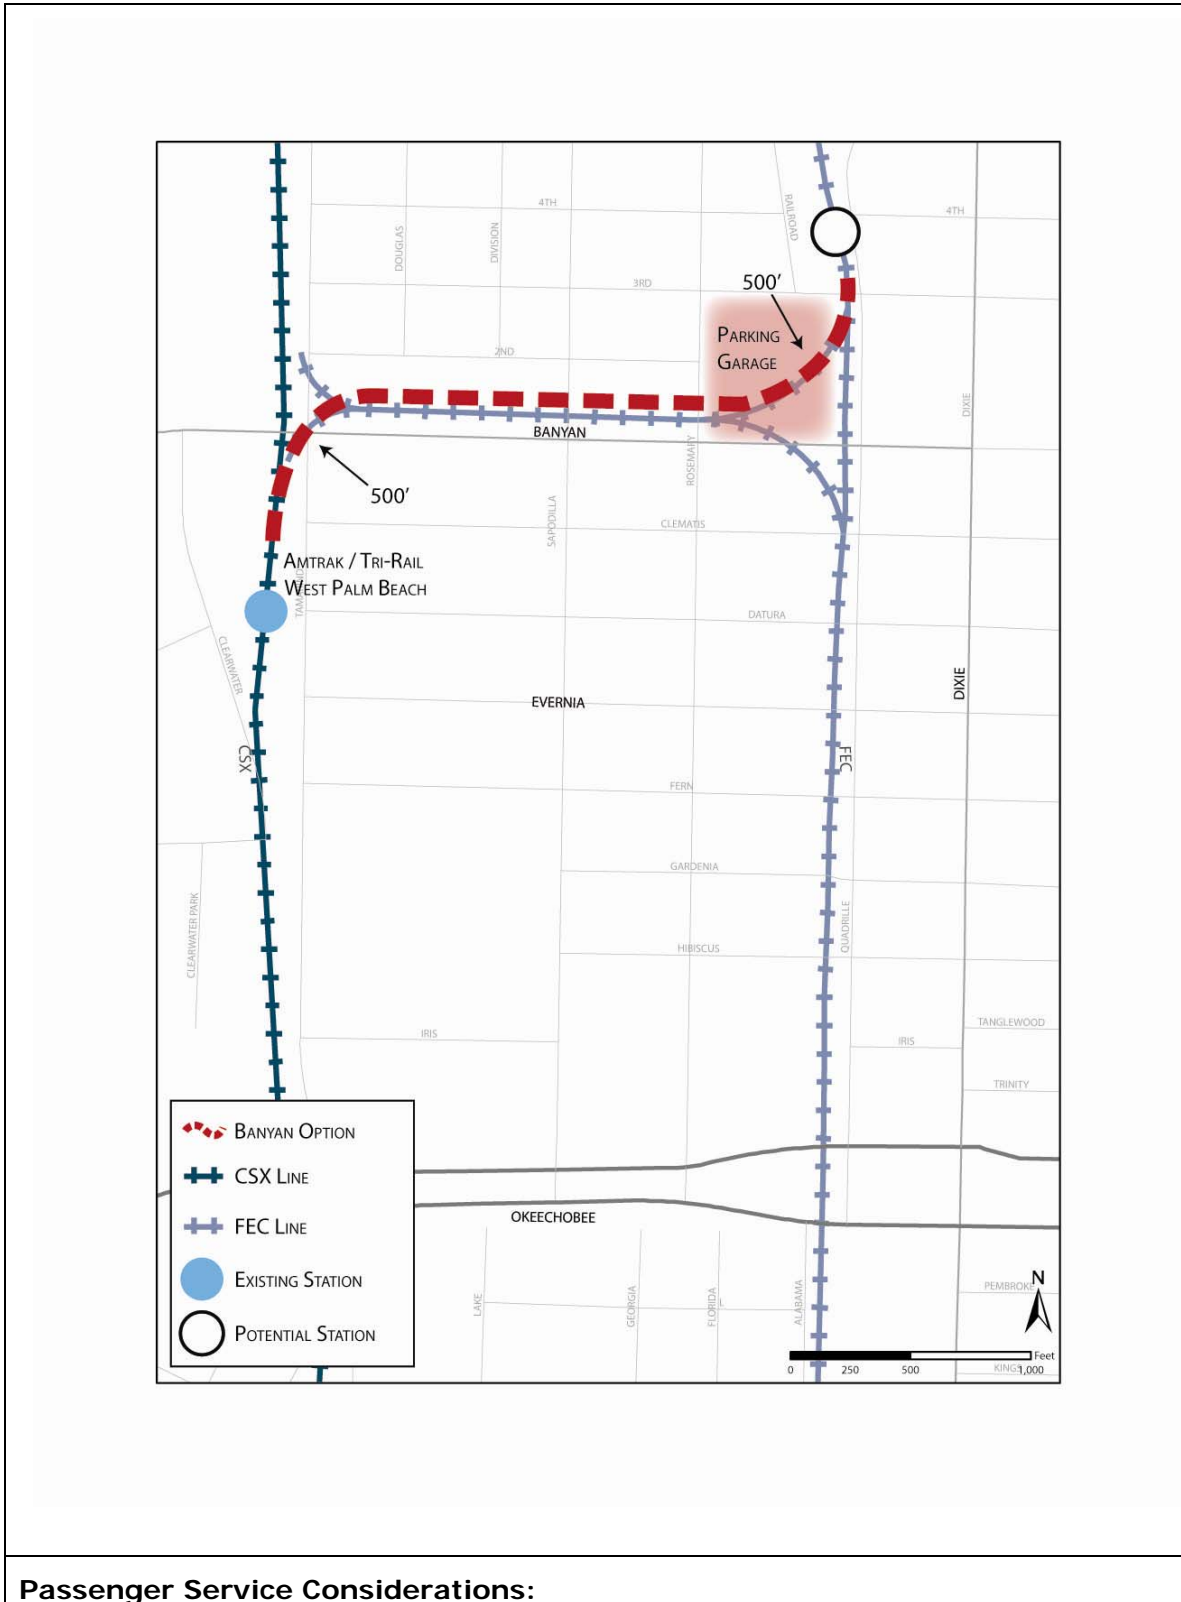 4TH
4TH
RAILROAD
DOUGLAS
DIVISION
3RD
500'
PARKING
GARAGE
2ND
DIXIE
BANYAN
ROSEMARY
500'
SAPODILLA
CLEMATIS
AMTRAK / TRI-RAIL
WEST PALM BEACH
DATURA
CLEARWATER
EVERNIA
DIXIE
CSX
FEC
FERN
GARDENIA
CLEARWATER PARK
QUADRILLE
HIBISCUS
TANGLEWOOD
IRIS
IRIS
TRINITY
BANYAN OPTION
CSX LINE
FEC LINE
EXISTING STATION
POTENTIAL STATION
OKEECHOBEE
LAKE
GEORGIA
FLORIDA
ALABAMA
PEMBROKE
N
Feet
0 250 500 1,000
KINGS
Passenger Service Considerations: